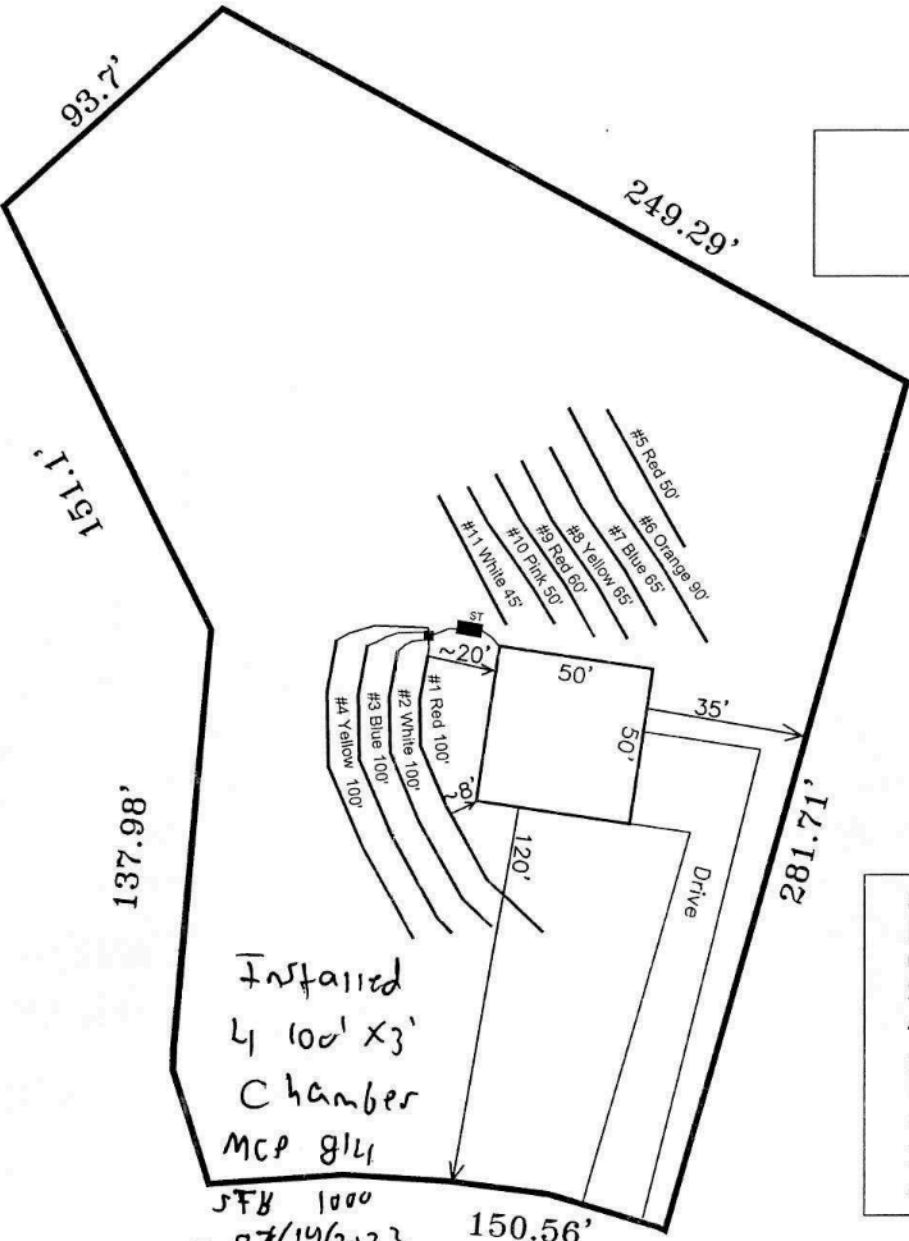 93.7'
249.29'
151.1'
#5 Red 50'
#6 Orange 90'
#7 Blue 65'
#8 Yellow 65'
#9 Red 60'
#10 Pink 50'
#11 White 45'
ST
~20'
50'
50'
35'
#1 Red 100'
#2 White 100'
#3 Blue 100'
#4 Yellow 100'
~8'
120'
Drive
281.71'
137.98'
Installed
4 100' X3'
Chamber
MCP 814
SFB 1000
150.56'